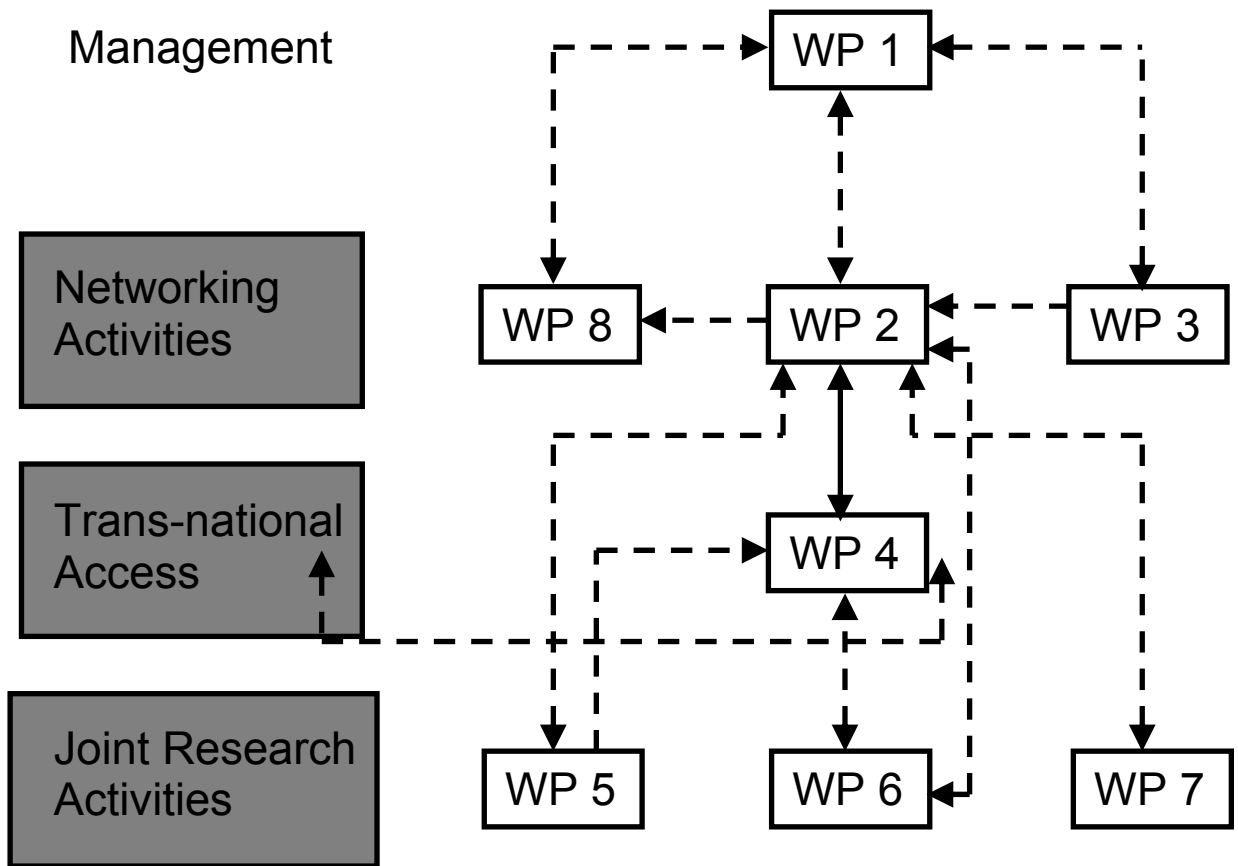 Management
WP 1
Networking
Activities
WP 8
WP 2
WP 3
Trans-national
Access
WP 4
Joint Research
Activities
WP 5
WP 6
WP 7